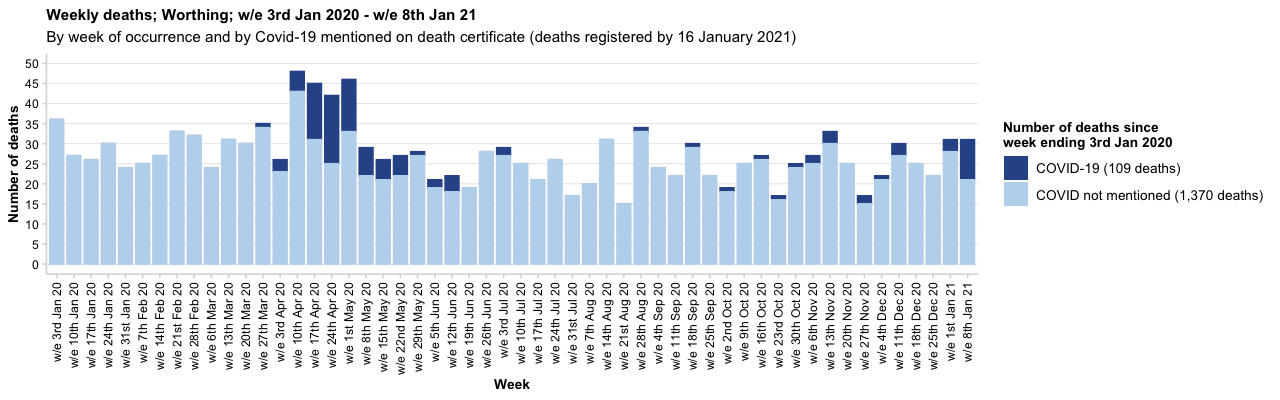 Weekly deaths; Worthing; w/e 3rd Jan 2020 - w/e 8th Jan 21
By week of occurrence and by Covid-19 mentioned on death certificate (deaths registered by 16 January 2021)
Number of deaths
50
45
40
35
30
25
20
15
10
5
0
w/e 3rd Jan 20
w/e 10th Jan 20
w/e 17th Jan 20
w/e 24th Jan 20
w/e 31st Jan 20
w/e 7th Feb 20
w/e 14th Feb 20
w/e 21st Feb 20
w/e 28th Feb 20
w/e 6th Mar 20
w/e 13th Mar 20
w/e 20th Mar 20
w/e 27th Mar 20
w/e 3rd Apr 20
w/e 10th Apr 20
w/e 17th Apr 20
w/e 24th Apr 20
w/e 1st May 20
w/e 8th May 20
w/e 15th May 20
w/e 22nd May 20
w/e 29th May 20
w/e 5th Jun 20
w/e 12th Jun 20
w/e 19th Jun 20
w/e 26th Jun 20
w/e 3rd Jul 20
w/e 10th Jul 20
w/e 17th Jul 20
w/e 24th Jul 20
w/e 31st Jul 20
w/e 7th Aug 20
w/e 14th Aug 20
w/e 21st Aug 20
w/e 28th Aug 20
w/e 4th Sep 20
w/e 11th Sep 20
w/e 18th Sep 20
w/e 25th Sep 20
w/e 2nd Oct 20
w/e 9th Oct 20
w/e 16th Oct 20
w/e 23rd Oct 20
w/e 30th Oct 20
w/e 6th Nov 20
w/e 13th Nov 20
w/e 20th Nov 20
w/e 27th Nov 20
w/e 4th Dec 20
w/e 11th Dec 20
w/e 18th Dec 20
w/e 25th Dec 20
w/e 1st Jan 21
w/e 8th Jan 21
Week
Number of deaths since
week ending 3rd Jan 2020
COVID-19 (109 deaths)
COVID not mentioned (1,370 deaths)